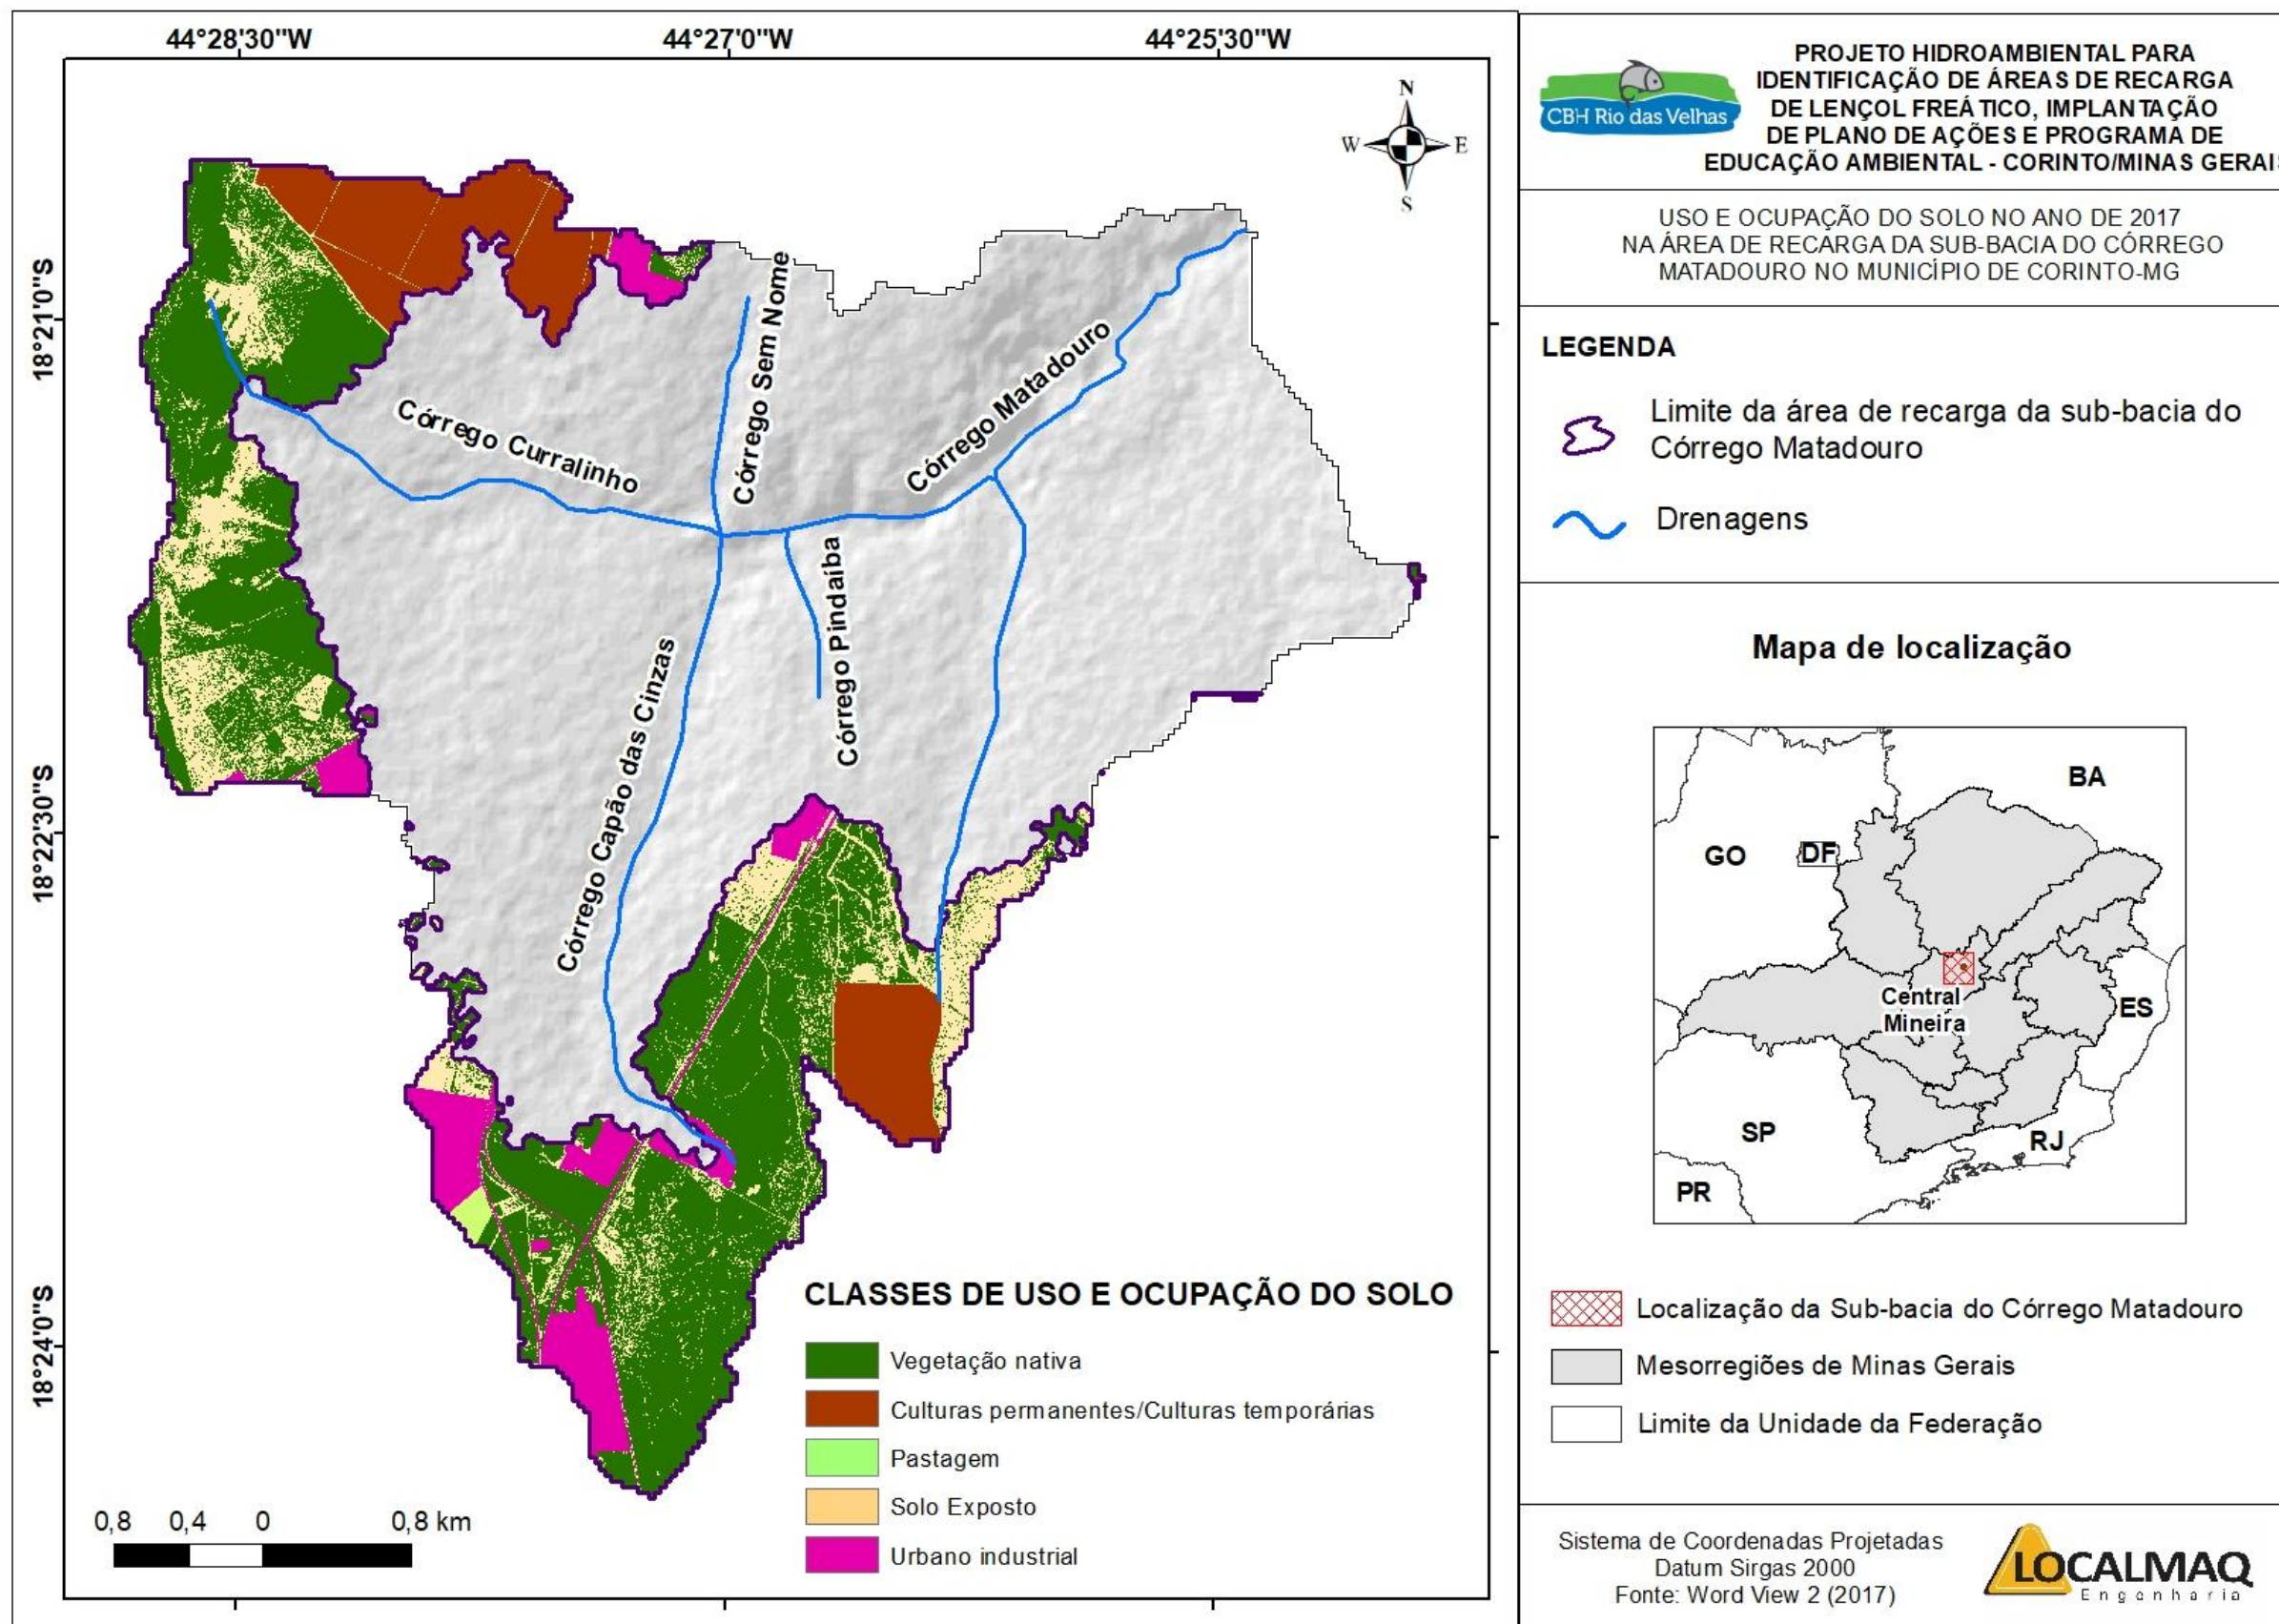 44°28'30"W
44°27'0"W
44°25'30"W
18°21'0"S
18°22'30"S
18°24'0"S
N
W
E
S
Córrego Curralinho
Córrego Sem Nome
Córrego Matadouro
Córrego Pindaíba
Córrego Capão das Cinzas
CLASSES DE USO E OCUPAÇÃO DO SOLO
Vegetação nativa
Culturas permanentes/Culturas temporárias
Pastagem
Solo Exposto
Urbano industrial
0,8 0,4 0 0,8 km
CBH Rio das Velhas
PROJETO HIDROAMBIENTAL PARA
IDENTIFICAÇÃO DE ÁREAS DE RECARGA
DE LENÇOL FREÁTICO, IMPLANTAÇÃO
DE PLANO DE AÇÕES E PROGRAMA DE
EDUCAÇÃO AMBIENTAL - CORINTO/MINAS GERAIS
USO E OCUPAÇÃO DO SOLO NO ANO DE 2017
NA ÁREA DE RECARGA DA SUB-BACIA DO CÓRREGO
MATADOURO NO MUNICÍPIO DE CORINTO-MG
LEGENDA
Limite da área de recarga da sub-bacia do
Córrego Matadouro
Drenagens
Mapa de localização
BA
GO
DF
Central
Mineira
ES
SP
RJ
PR
Localização da Sub-bacia do Córrego Matadouro
Mesorregiões de Minas Gerais
Limite da Unidade da Federação
Sistema de Coordenadas Projetadas
Datum Sirgas 2000
Fonte: Word View 2 (2017)
LOCALMAQ
Engenharia